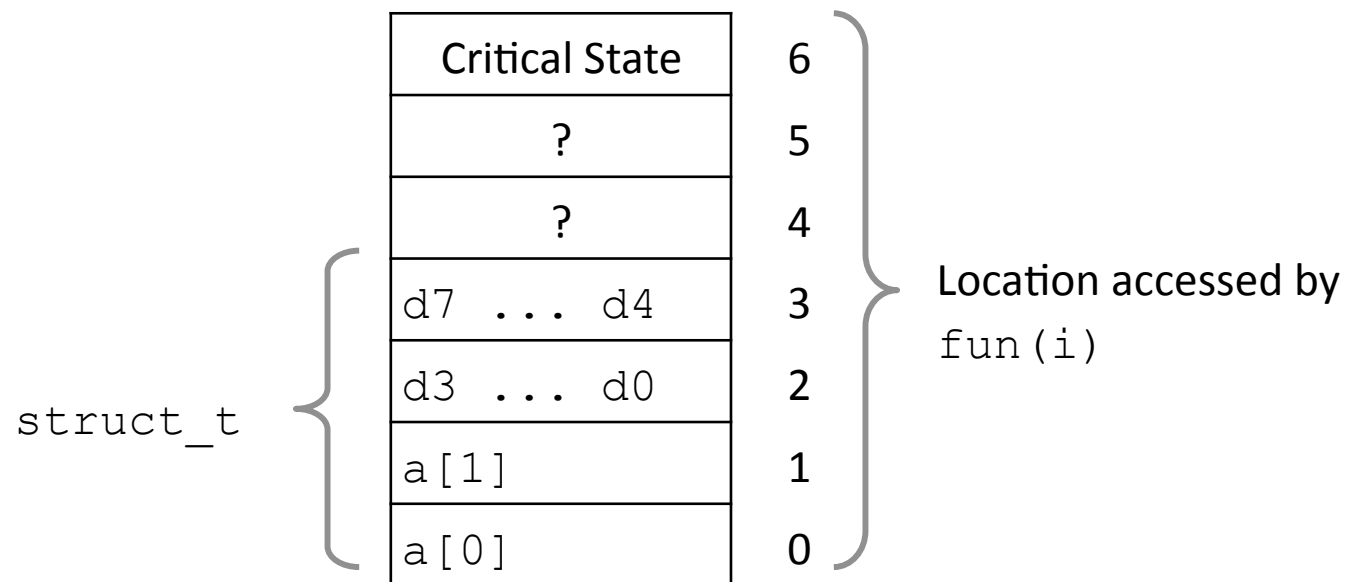 Critical State 6
? 5
? 4
d7 ... d4 3
d3 ... d0 2
a[1] 1
a[0] 0
struct_t
Location accessed by
fun(i)